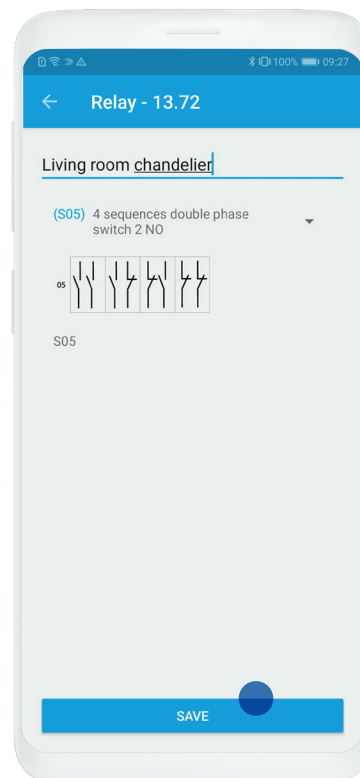 100% 09:27
Relay - 13.72
Living room chandelier
(S05) 4 sequences double phase
switch 2 NO
05
S05
SAVE